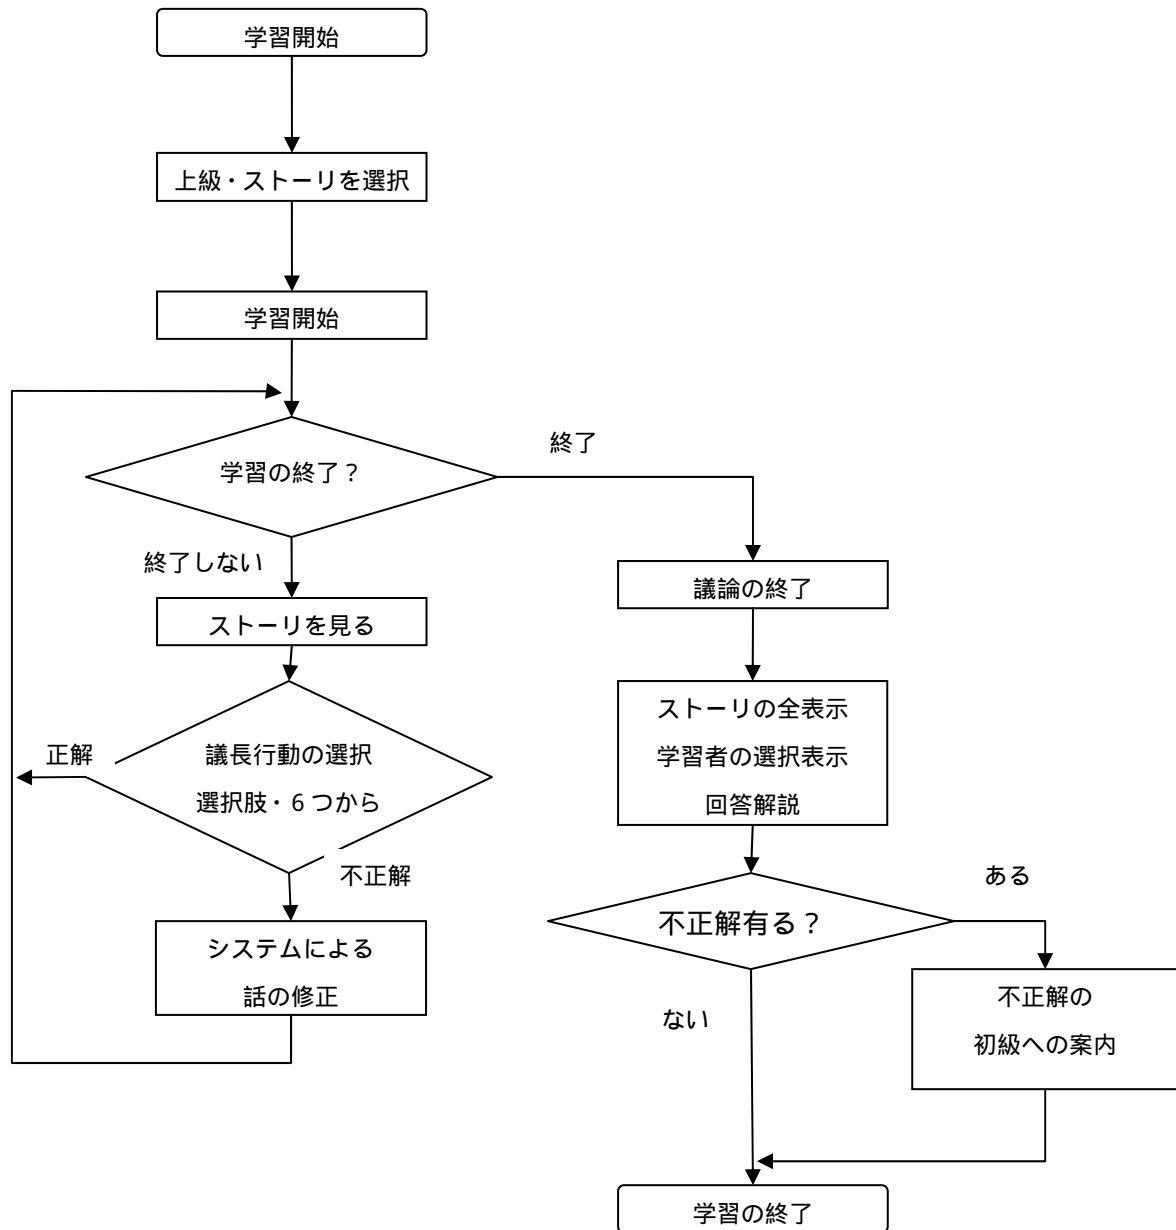 学習開始
上級・ストーリを選択
学習開始
学習の終了？
終了
終了しない
ストーリを見る
議長行動の選択
選択肢・6つから
正解
不正解
システムによる
話の修正
議論の終了
ストーリの全表示
学習者の選択表示
回答解説
不正解有る？
ある
ない
不正解の
初級への案内
学習の終了